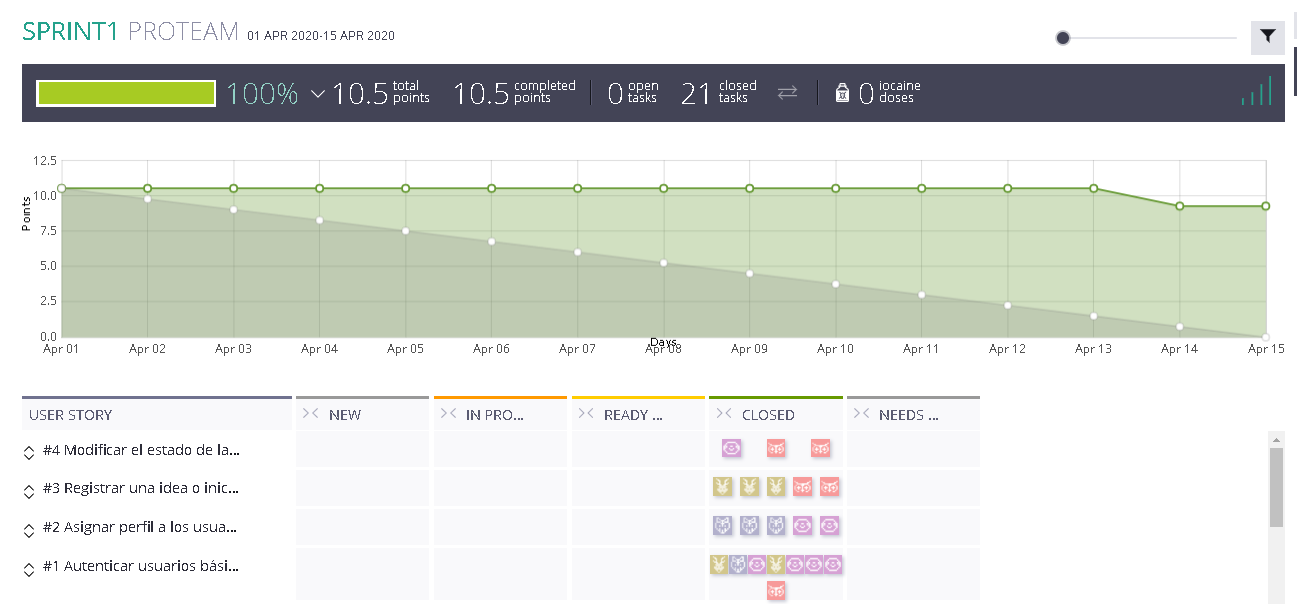 SPRINT1 PROTEAM 01 APR 2020-15 APR 2020
100% 10.5 total points 10.5 completed points 0 open tasks 21 closed tasks 0 iocaine doses
12.5
10.0
7.5
5.0
2.5
0.0
Points
Apr 01 Apr 02 Apr 03 Apr 04 Apr 05 Apr 06 Apr 07 Apr 08 Apr 09 Apr 10 Apr 11 Apr 12 Apr 13 Apr 14 Apr 15
Days
USER STORY NEW IN PRO... READY ... CLOSED NEEDS ...
#4 Modificar el estado de la...
#3 Registrar una idea o inic...
#2 Asignar perfil a los usua...
#1 Autenticar usuarios bási...